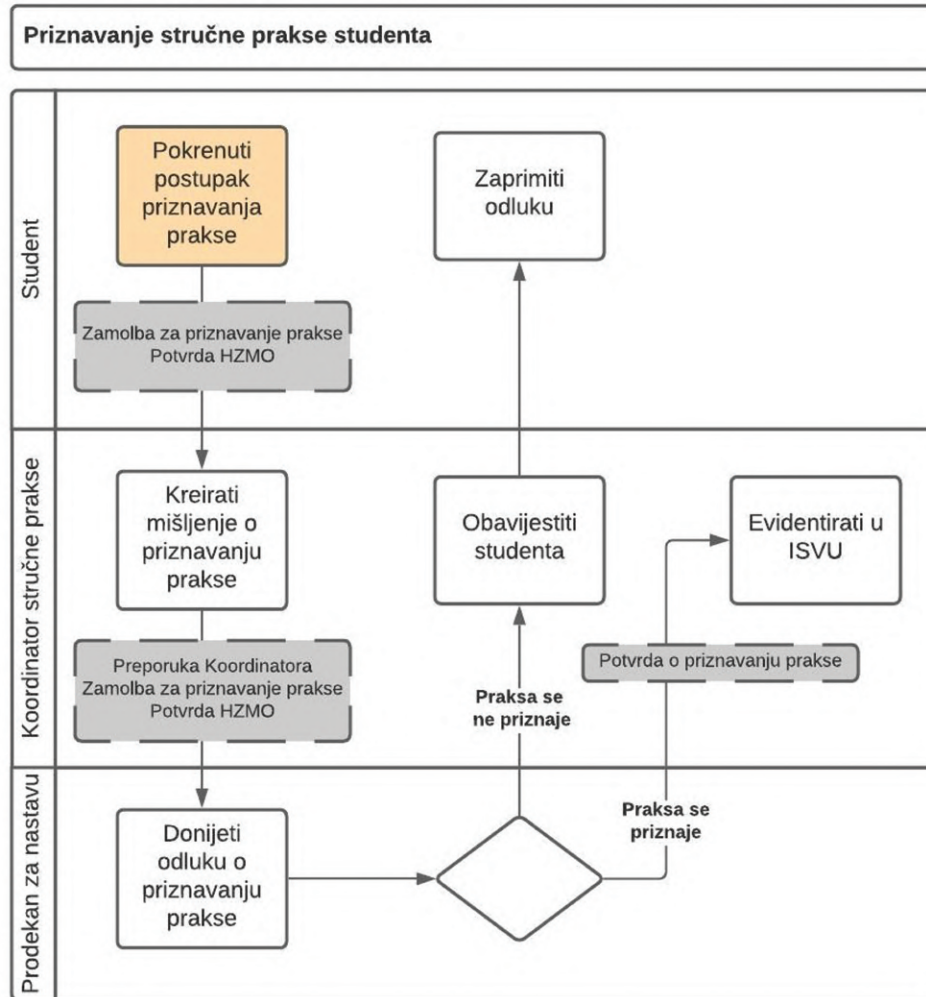 Priznavanje stručne prakse studenta
Student
Pokrenuti
postupak
priznavanja
prakse
Zaprimiti
odluku
Zamolba za priznavanje prakse
Potvrda HZMO
Koordinator stručne prakse
Kreirati
mišljenje o
priznavanju
prakse
Obavijestiti
studenta
Evidentirati u
ISVU
Preporuka Koordinatora
Zamolba za priznavanje prakse
Potvrda HZMO
Potvrda o priznavanju prakse
Praksa se
ne priznaje
Prodekan za nastavu
Donijeti
odluku o
priznavanju
prakse
Praksa se
priznaje